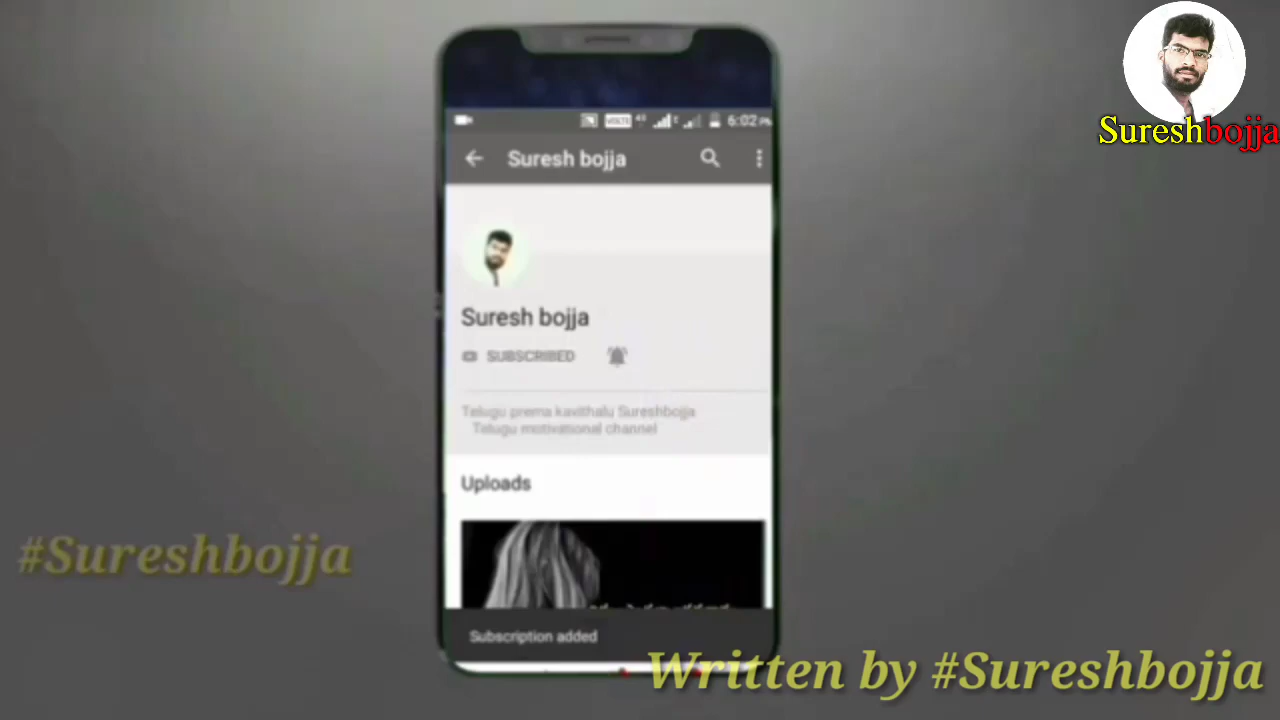 Sureshbojja
6:02 PM
Suresh bojja
Suresh bojja
SUBSCRIBED
Telugu prema kavithalu Sureshbojja
Telugu motivational channel
Uploads
Subscription added
#Sureshbojja
Written by #Sureshbojja